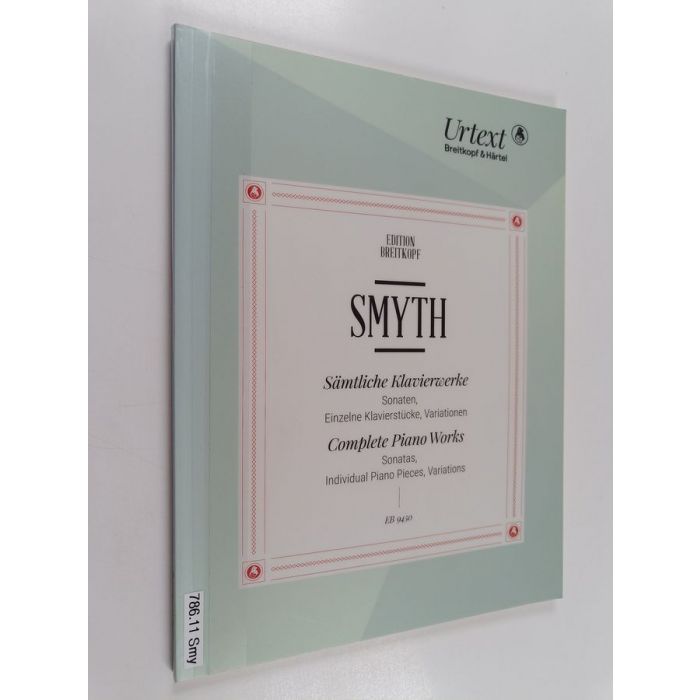 Urtext
Breitkopf & Härtel
EDITION
BREITKOPF
SMYTH
Sämtliche Klavierwerke
Sonaten,
Einzelne Klavierstücke, Variationen
Complete Piano Works
Sonatas,
Individual Piano Pieces, Variations
EB 9450
786.11 Smy